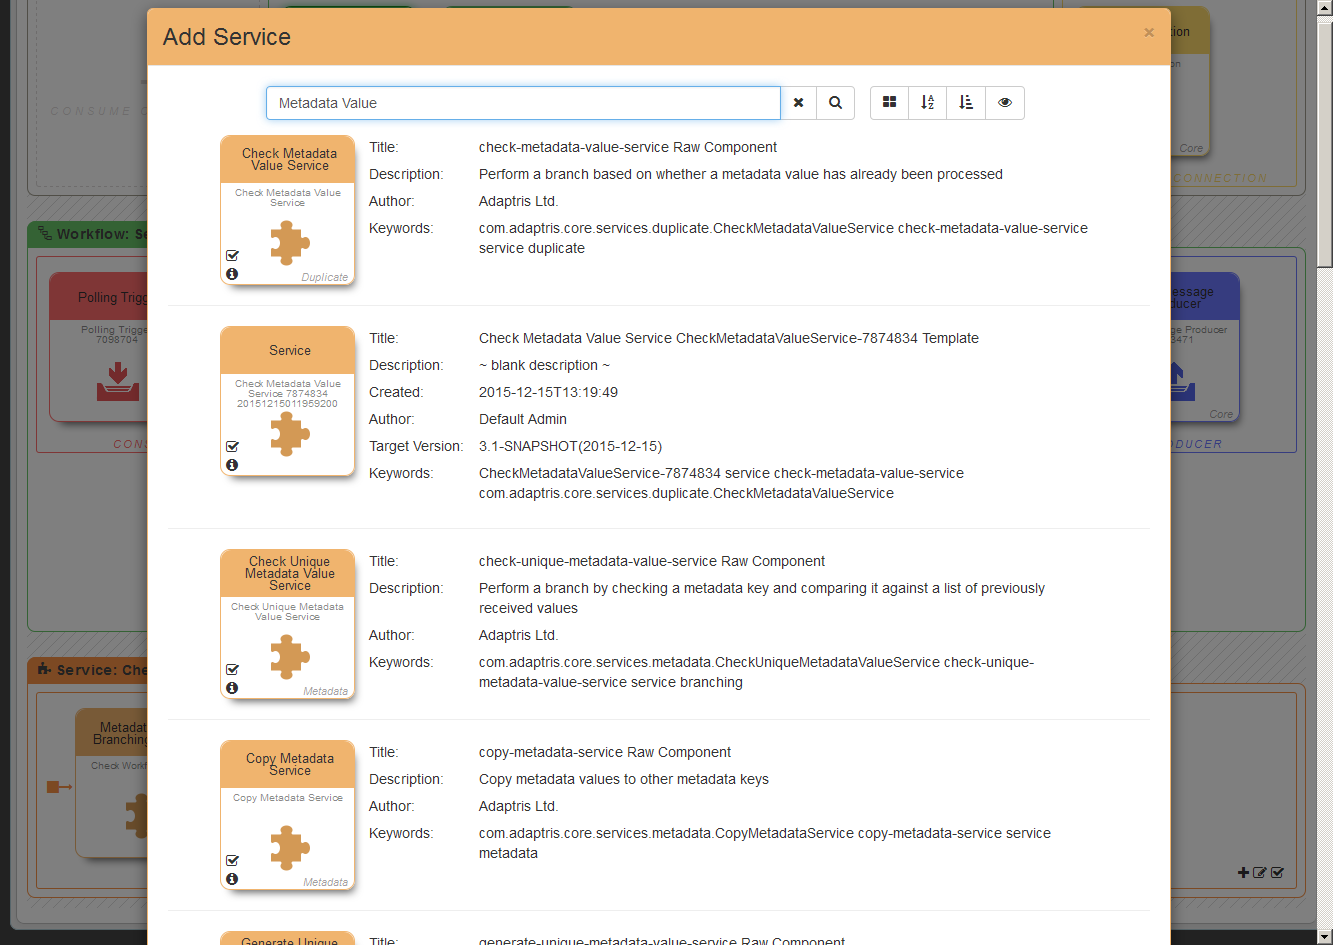 Add Service
×
Metadata Value
Check Metadata
Value Service
Check Metadata Value
Service
Duplicate
Title: check-metadata-value-service Raw Component
Description: Perform a branch based on whether a metadata value has already been processed
Author: Adaptris Ltd.
Keywords: com.adaptris.core.services.duplicate.CheckMetadataValueService check-metadata-value-service
service duplicate
Service
Check Metadata Value
Service 7874834
20151215011959200
Title: Check Metadata Value Service CheckMetadataValueService-7874834 Template
Description: ~ blank description ~
Created: 2015-12-15T13:19:49
Author: Default Admin
Target Version: 3.1-SNAPSHOT(2015-12-15)
Keywords: CheckMetadataValueService-7874834 service check-metadata-value-service
com.adaptris.core.services.duplicate.CheckMetadataValueService
Check Unique
Metadata Value
Service
Check Unique Metadata
Value Service
Metadata
Title: check-unique-metadata-value-service Raw Component
Description: Perform a branch by checking a metadata key and comparing it against a list of previously
received values
Author: Adaptris Ltd.
Keywords: com.adaptris.core.services.metadata.CheckUniqueMetadataValueService check-unique-
metadata-value-service service branching
Copy Metadata
Service
Copy Metadata Service
Metadata
Title: copy-metadata-service Raw Component
Description: Copy metadata values to other metadata keys
Author: Adaptris Ltd.
Keywords: com.adaptris.core.services.metadata.CopyMetadataService copy-metadata-service service
metadata
Generate Unique
Title: generate-unique-metadata-value-service Raw Component
CONSUME
Workflow: Se
Polling Trigg
Polling Trigge
7098704
CONS
Service: Che
Metadat
Branching
Check Workf
tion
on
Core
CONNECTION
essage
ducer
ge Producer
3471
Core
DUCER